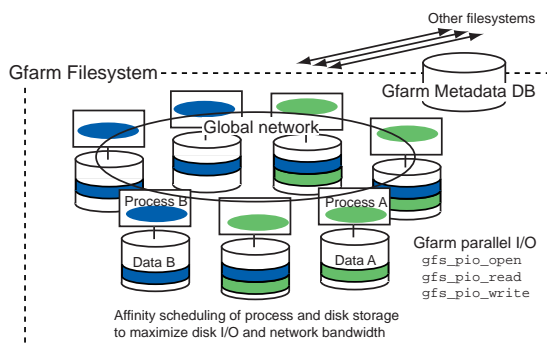 Other filesystems
Gfarm Filesystem
Gfarm Metadata DB
Global network
Process B
Process A
Data B
Data A
Gfarm parallel I/O
gfs_pio_open
gfs_pio_read
gfs_pio_write
Affinity scheduling of process and disk storage
to maximize disk I/O and network bandwidth